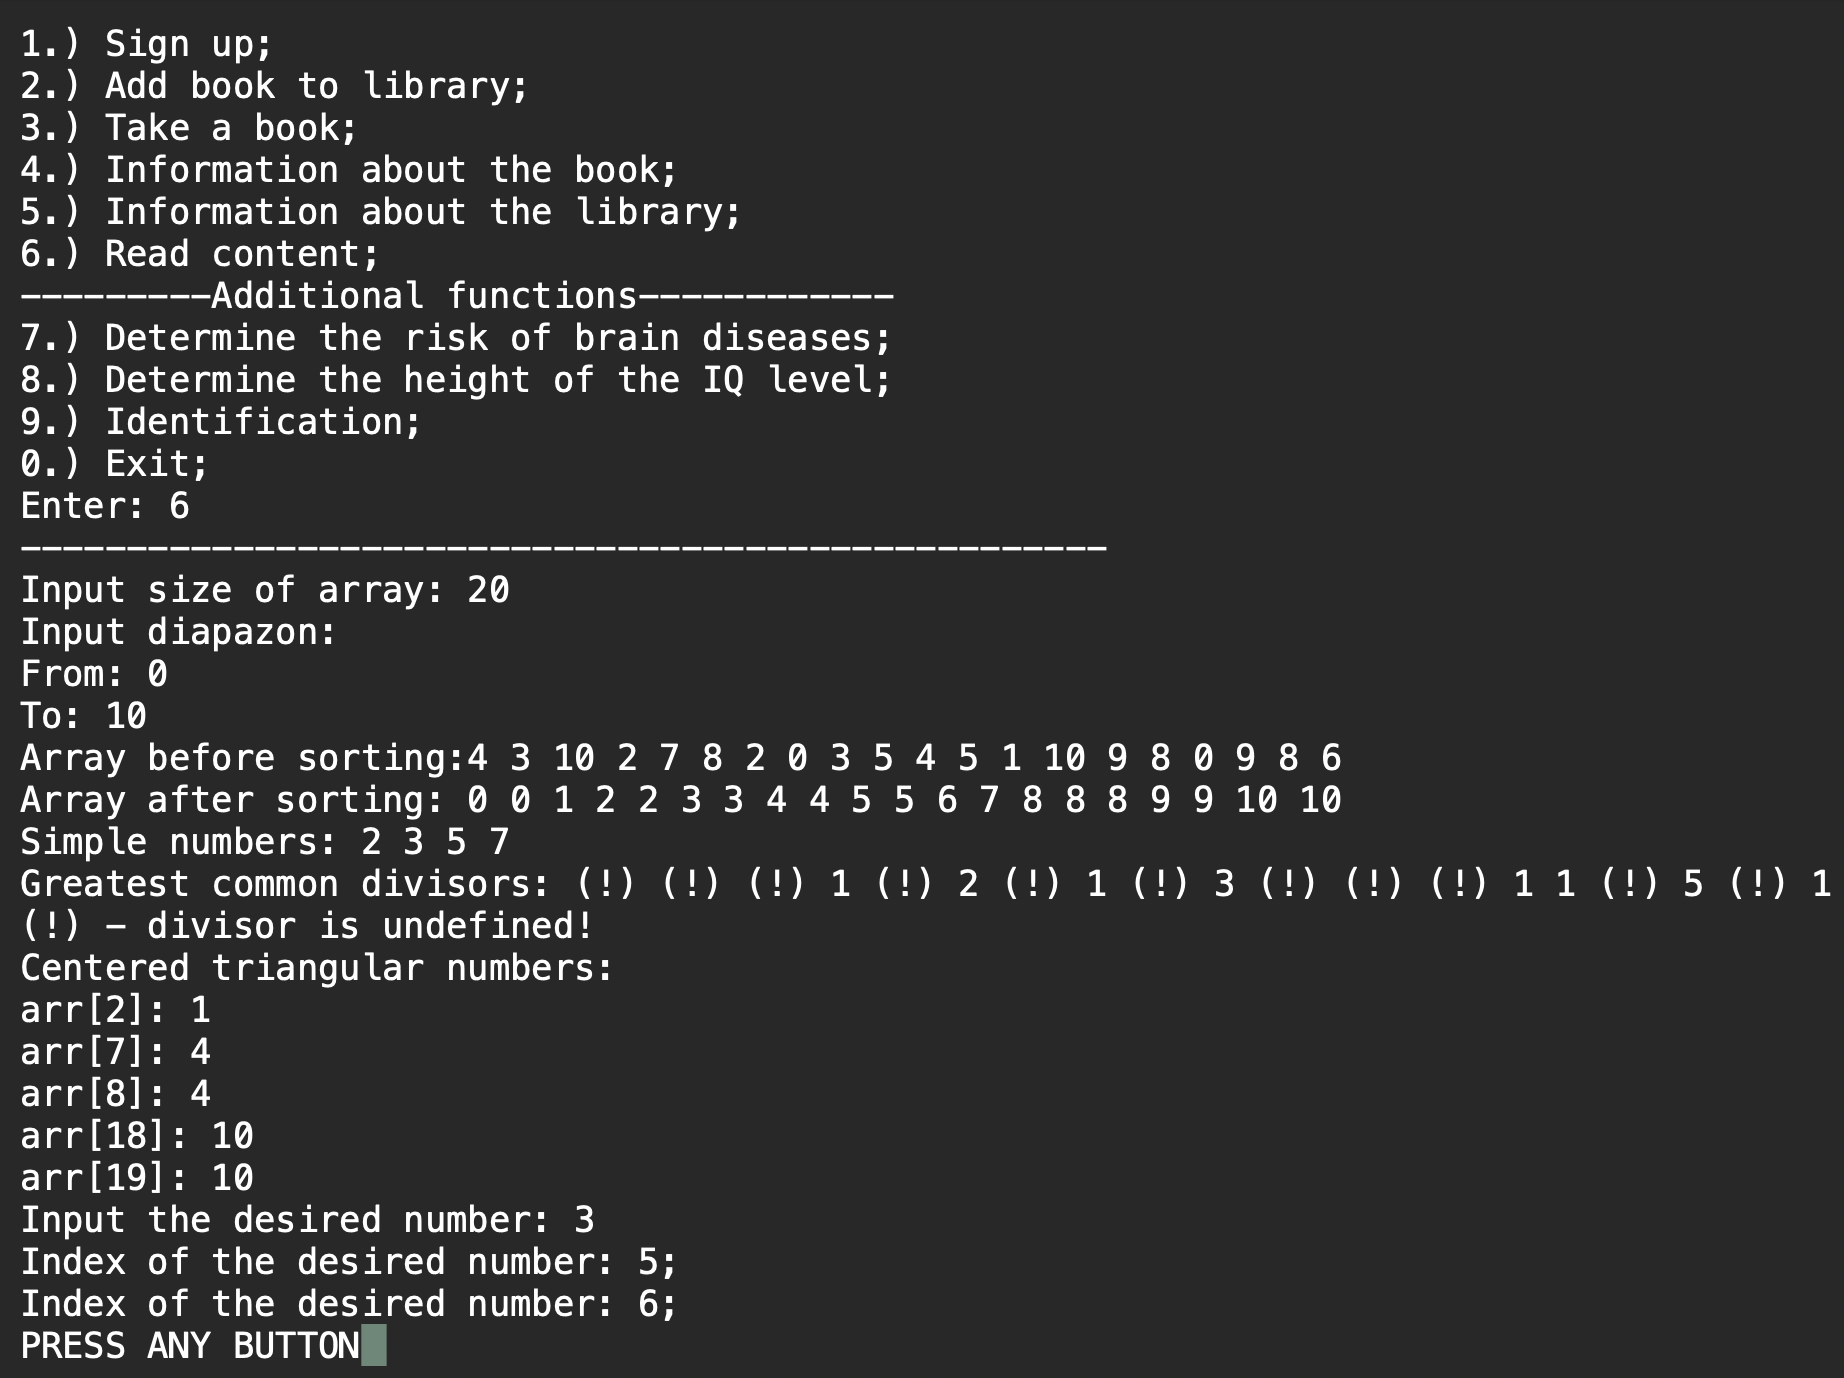 1.) Sign up;
2.) Add book to library;
3.) Take a book;
4.) Information about the book;
5.) Information about the library;
6.) Read content;
---------Additional functions------------
7.) Determine the risk of brain diseases;
8.) Determine the height of the IQ level;
9.) Identification;
0.) Exit;
Enter: 6
---------------------------------------------------
Input size of array: 20
Input diapazon:
From: 0
To: 10
Array before sorting:4 3 10 2 7 8 2 0 3 5 4 5 1 10 9 8 0 9 8 6
Array after sorting: 0 0 1 2 2 3 3 4 4 5 5 6 7 8 8 8 9 9 10 10
Simple numbers: 2 3 5 7
Greatest common divisors: (!) (!) (!) 1 (!) 2 (!) 1 (!) 3 (!) (!) (!) 1 1 (!) 5 (!) 1
(!) – divisor is undefined!
Centered triangular numbers:
arr[2]: 1
arr[7]: 4
arr[8]: 4
arr[18]: 10
arr[19]: 10
Input the desired number: 3
Index of the desired number: 5;
Index of the desired number: 6;
PRESS ANY BUTTON